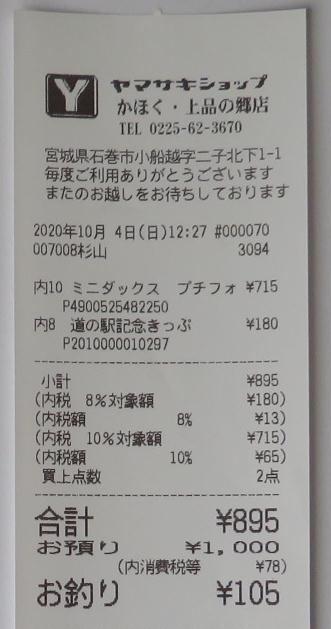 Y
ヤマザキショップ
かほく・上品の郷店
TEL 0225-62-3670
宮城県石巻市小船越字二子北下1-1
毎度ご利用ありがとうございます
またのお越しをお待ちしております
2020年10月 4日(日)12:27 #000070
007008杉山 3094
内10 ミニダックス プチフォ ¥715
P4900525482250
内8 道の駅記念きっぷ ¥180
P2010000010297
小計 ¥895
(内税 8%対象額 ¥180)
(内税額 8% ¥13)
(内税 10%対象額 ¥715)
(内税額 10% ¥65)
買上点数 2点
合計 ¥895
お預り ¥1,000
(内消費税等 ¥78)
お釣り ¥105